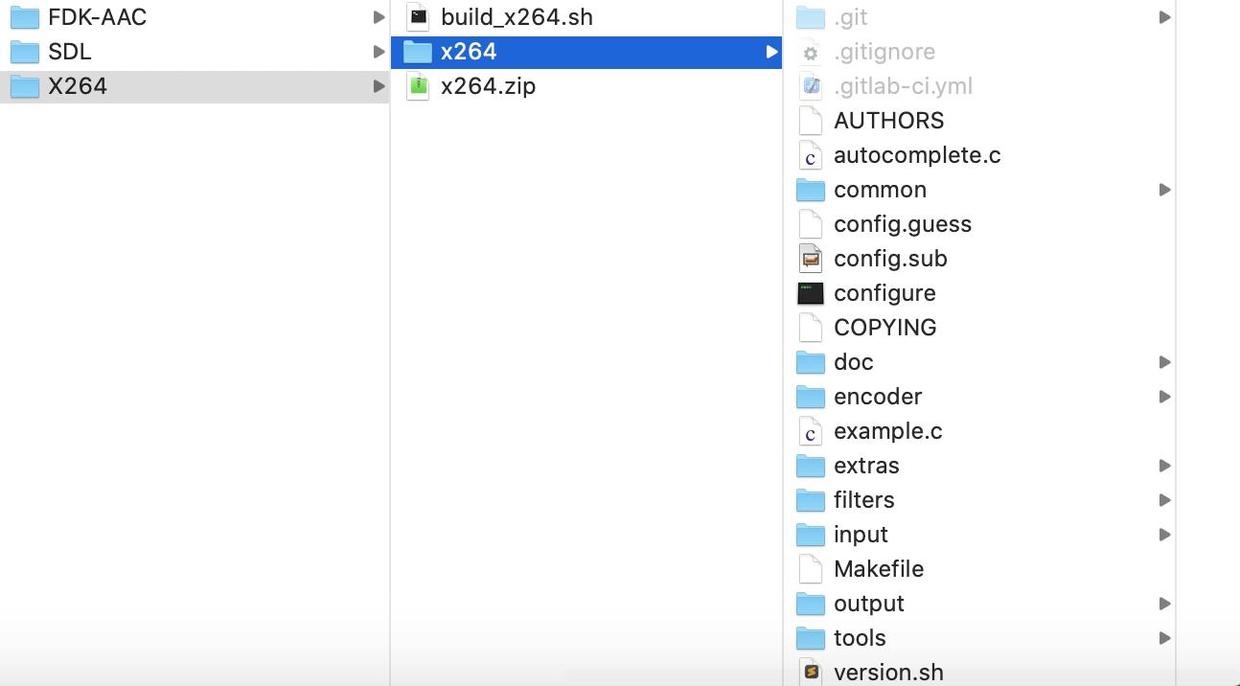 FDK-AAC
SDL
X264
build_x264.sh
x264
x264.zip
.git
.gitignore
.gitlab-ci.yml
AUTHORS
autocomplete.c
common
config.guess
config.sub
configure
COPYING
doc
encoder
example.c
extras
filters
input
Makefile
output
tools
version.sh